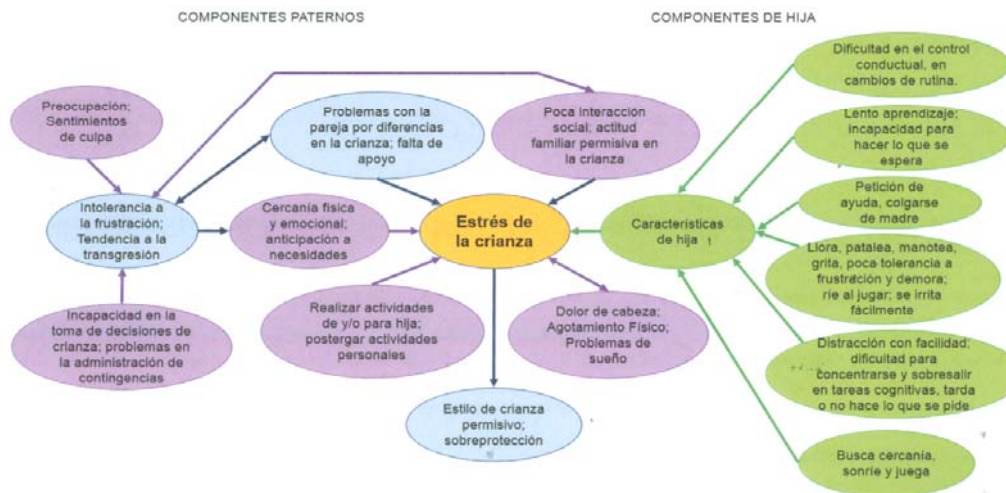 COMPONENTES PATERNOS
COMPONENTES DE HIJA
Preocupación;
Sentimientos
de culpa
Problemas con la
pareja por diferencias
en la crianza; falta de
apoyo
Poca interacción
social; actitud
familiar permisiva en
la crianza
Dificultad en el control
conductual, en
cambios de rutina.
Lento aprendizaje;
incapacidad para
hacer lo que se
espera
Intolerancia a
la frustración;
Tendencia a la
transgresión
Cercanía física
y emocional;
anticipación a
necesidades
Estrés de
la crianza
Características
de hija
Petición de
ayuda, colgarse
de madre
Llora, patalea, manotea,
grita, poca tolerancia a
frustración y demora;
ríe al jugar; se irrita
fácilmente
Incapacidad en la
toma de decisiones de
crianza; problemas en
la administración de
contingencias
Realizar actividades
de y/o para hija;
postergar actividades
personales
Dolor de cabeza;
Agotamiento Físico;
Problemas de
sueño
Distracción con facilidad;
dificultad para
concentrarse y sobresalir
en tareas cognitivas, tarda
o no hace lo que se pide
Estilo de crianza
permisivo;
sobreprotección
Busca cercanía,
sonríe y juega